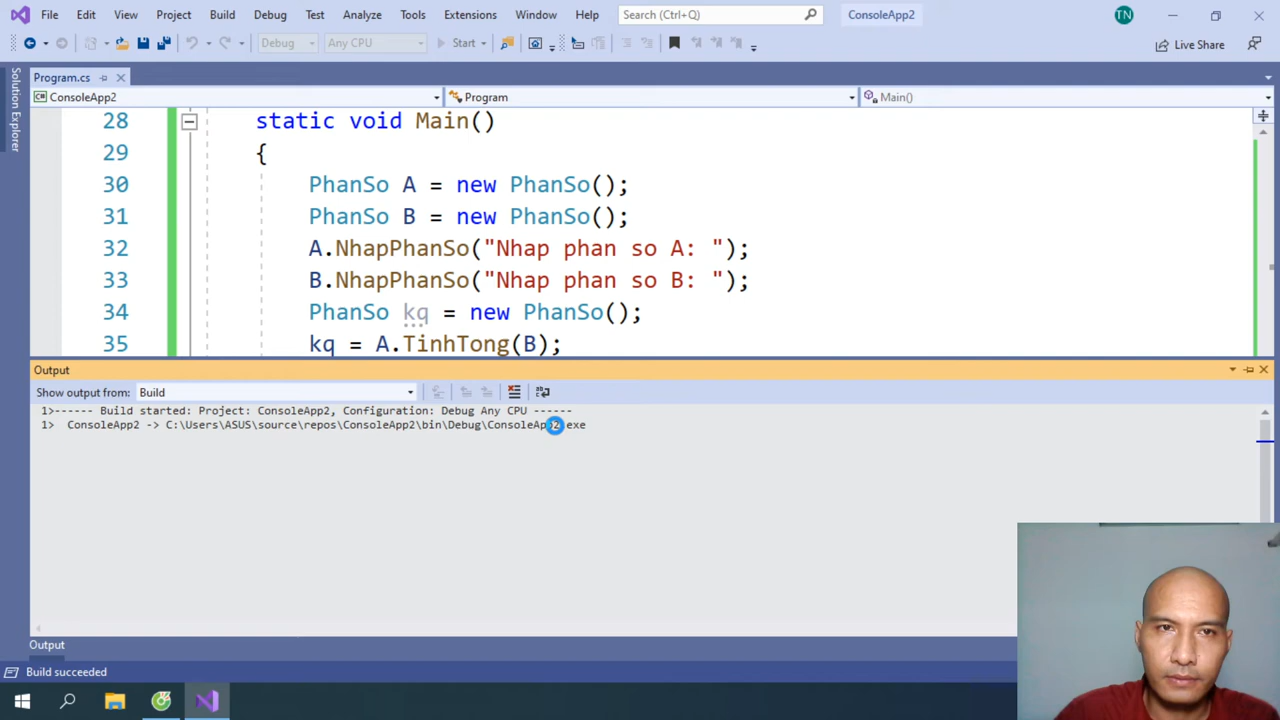 File Edit View Project Build Debug Test Analyze Tools Extensions Window Help Search (Ctrl+Q) ConsoleApp2 TN
Debug Any CPU Start Live Share
Solution Explorer
Program.cs
ConsoleApp2 Program Main()
28 static void Main()
29 {
30 PhanSo A = new PhanSo();
31 PhanSo B = new PhanSo();
32 A.NhapPhanSo("Nhap phan so A: ");
33 B.NhapPhanSo("Nhap phan so B: ");
34 PhanSo kq = new PhanSo();
35 kq = A.TinhTong(B);
Output
Show output from: Build
1>------ Build started: Project: ConsoleApp2, Configuration: Debug Any CPU ------
1> ConsoleApp2 -> C:\Users\ASUS\source\repos\ConsoleApp2\bin\Debug\ConsoleApp2.exe
Output
Build succeeded